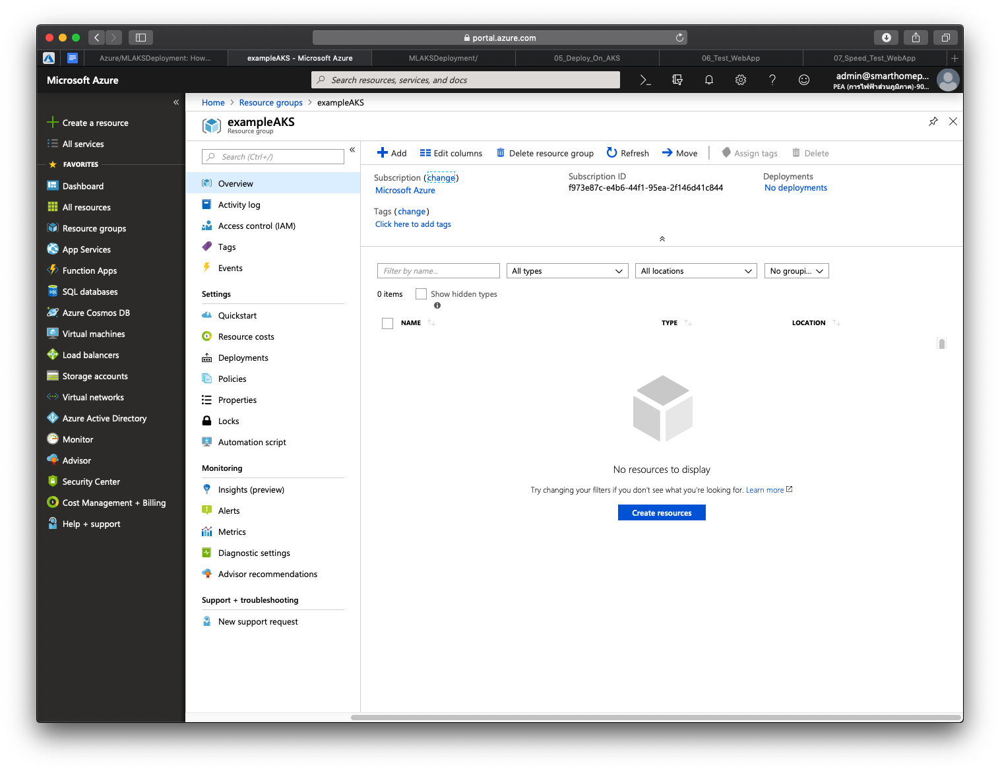 portal.azure.com
Azure/MLAKSDeployment: How...
exampleAKS - Microsoft Azure
MLAKSDeployment/
05_Deploy_On_AKS
06_Test_WebApp
07_Speed_Test_WebApp
Microsoft Azure
Search resources, services, and docs
admin@smarthomep...
PEA (การไฟฟ้าส่วนภูมิภาค)-90...
Create a resource
All services
FAVORITES
Dashboard
All resources
Resource groups
App Services
Function Apps
SQL databases
Azure Cosmos DB
Virtual machines
Load balancers
Storage accounts
Virtual networks
Azure Active Directory
Monitor
Advisor
Security Center
Cost Management + Billing
Help + support
Home > Resource groups > exampleAKS
exampleAKS
Resource group
Search (Ctrl+/)
Overview
Activity log
Access control (IAM)
Tags
Events
Settings
Quickstart
Resource costs
Deployments
Policies
Properties
Locks
Automation script
Monitoring
Insights (preview)
Alerts
Metrics
Diagnostic settings
Advisor recommendations
Support + troubleshooting
New support request
Add
Edit columns
Delete resource group
Refresh
Move
Assign tags
Delete
Subscription (change)
Microsoft Azure
Subscription ID
f973e87c-e4b6-44f1-95ea-2f146d41c844
Deployments
No deployments
Tags (change)
Click here to add tags
Filter by name...
All types
All locations
No groupi...
0 items
Show hidden types
NAME
TYPE
LOCATION
No resources to display
Try changing your filters if you don't see what you're looking for. Learn more
Create resources